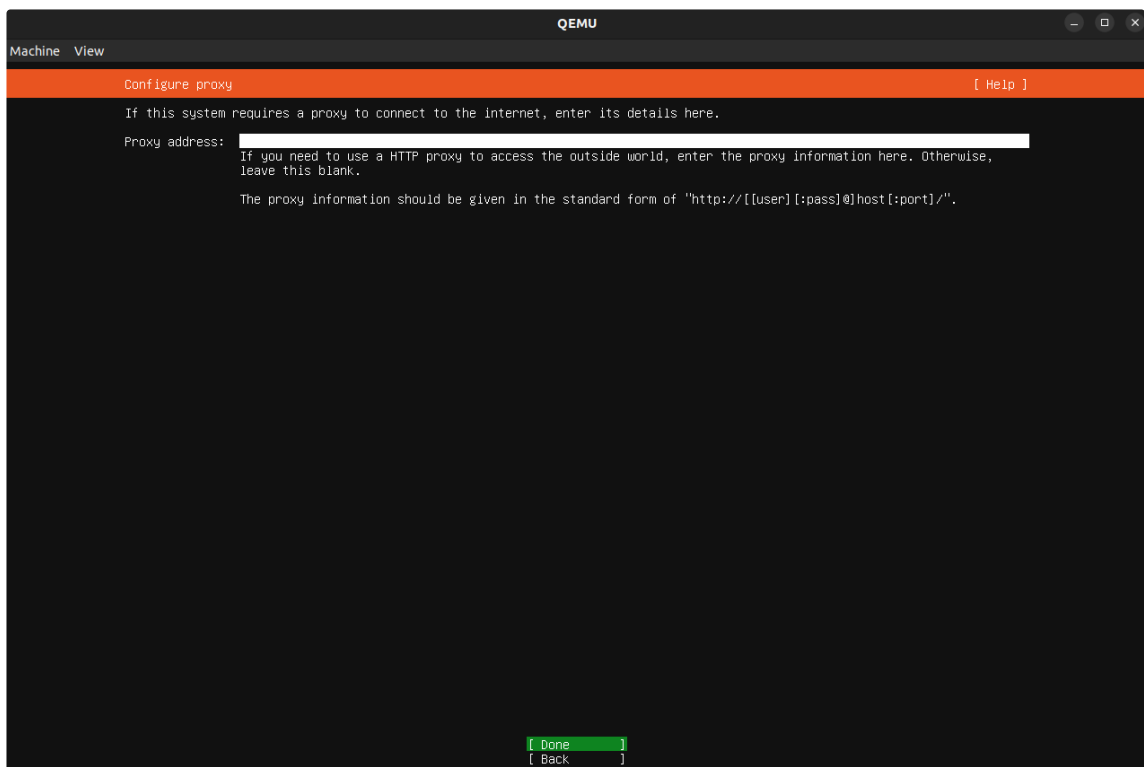 QEMU
Machine View
Configure proxy [ Help ]
If this system requires a proxy to connect to the internet, enter its details here.
Proxy address:
If you need to use a HTTP proxy to access the outside world, enter the proxy information here. Otherwise,
leave this blank.
The proxy information should be given in the standard form of "http://[[user][:pass]@]host[:port]/".
[ Done ]
[ Back ]